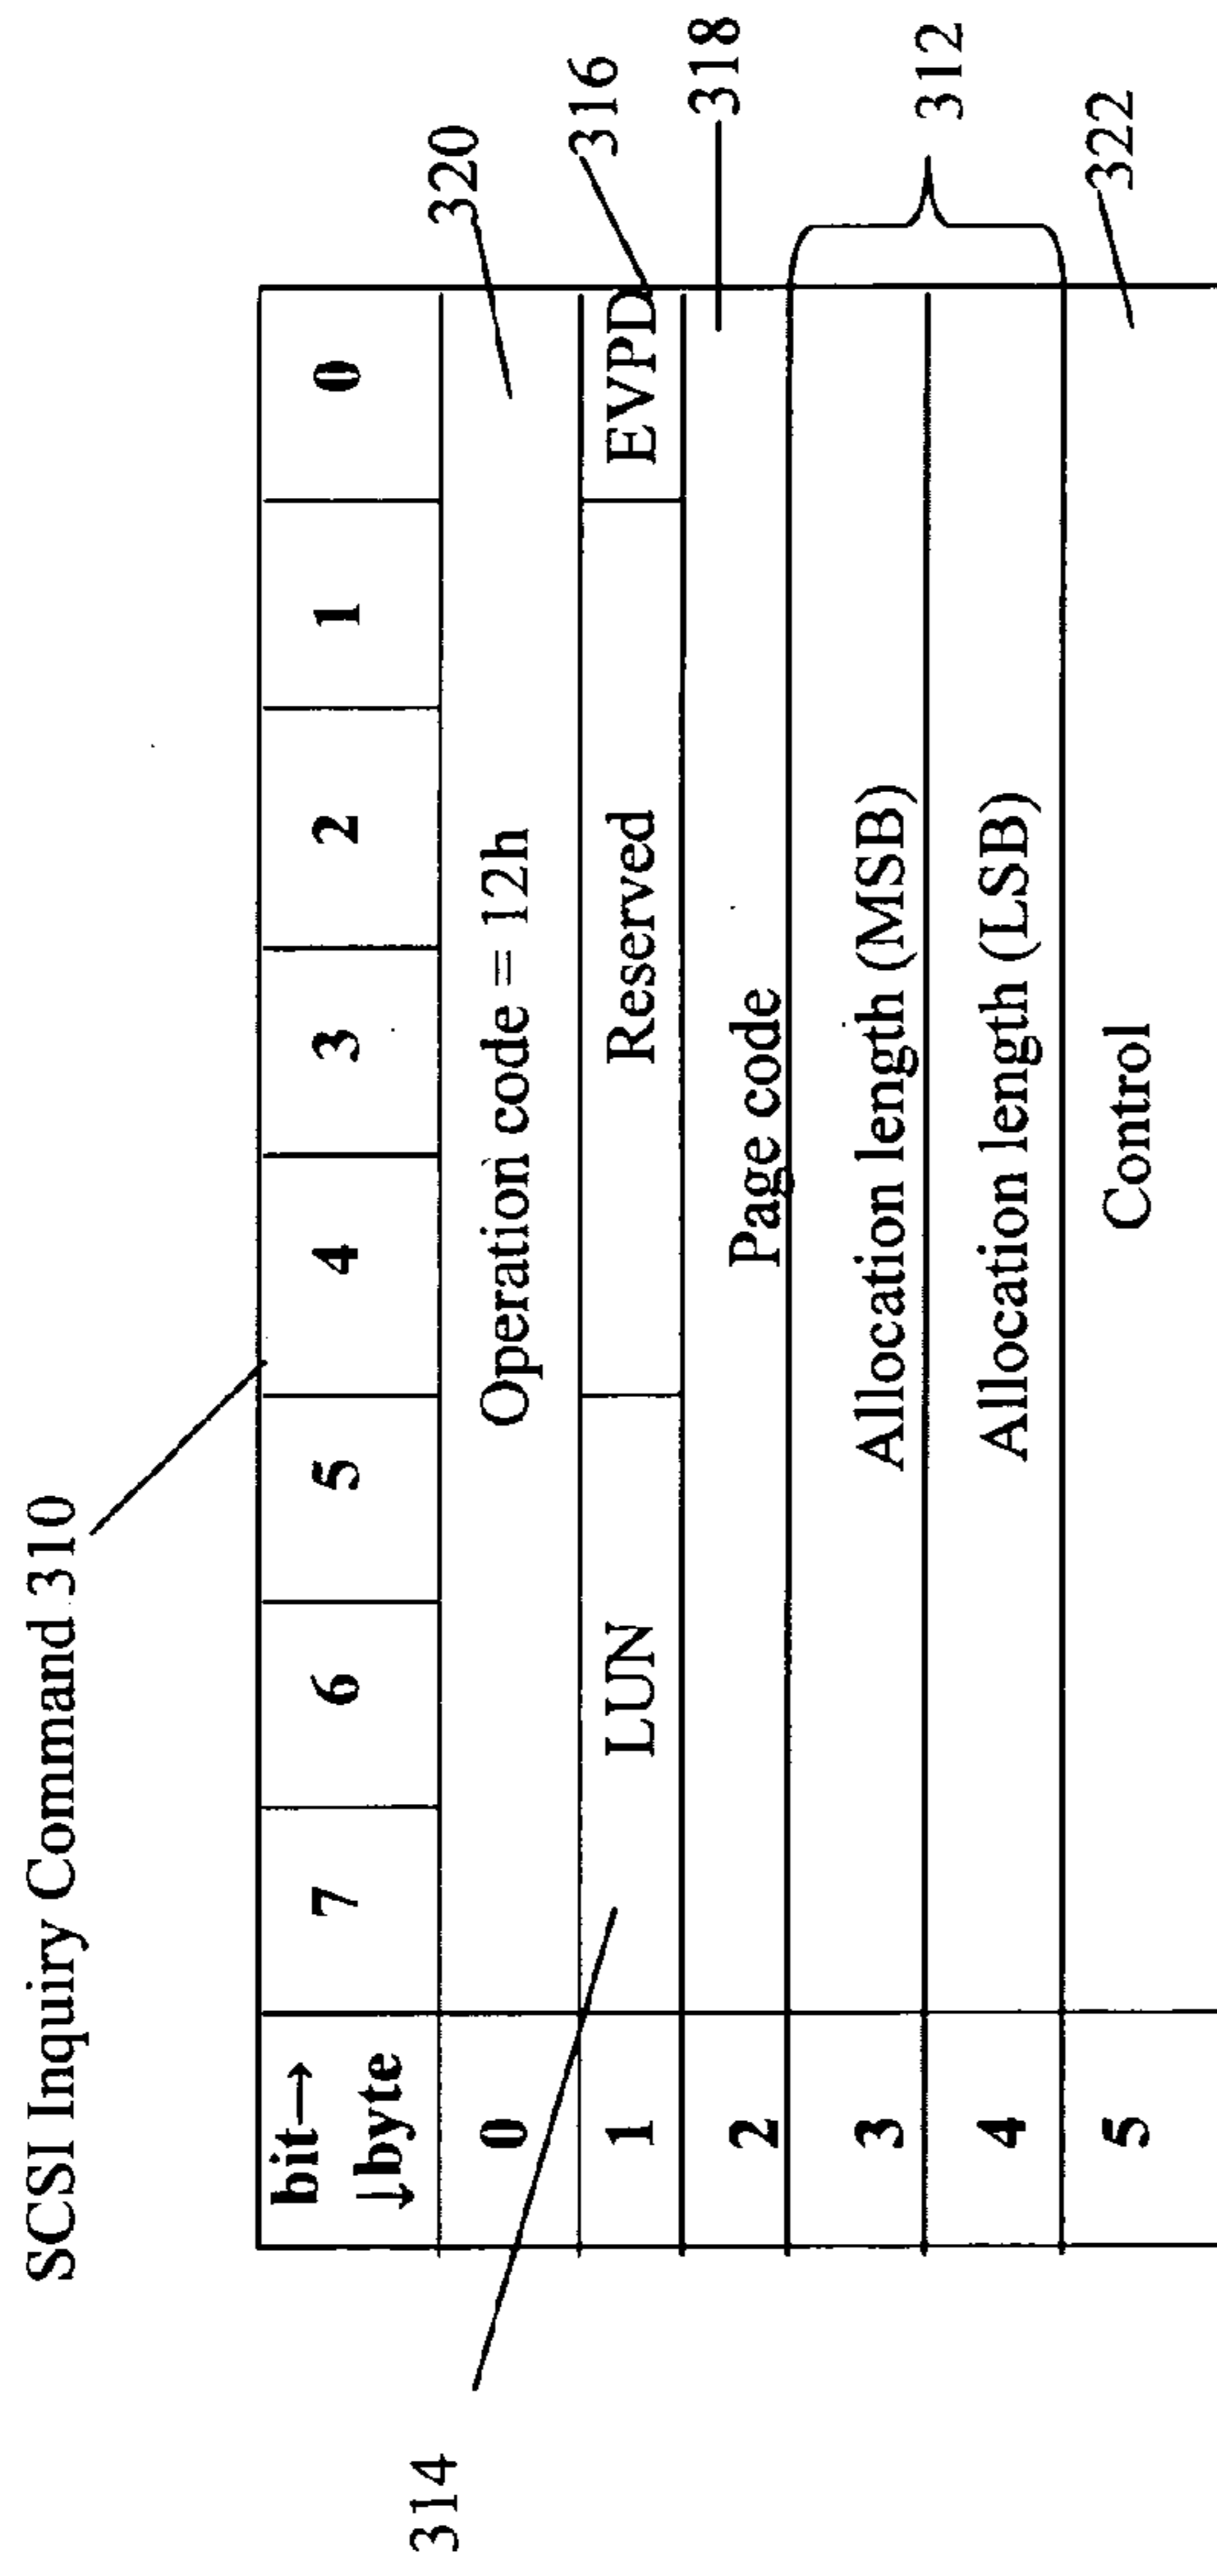 SCSI Inquiry Command 310
bit→ 7 6 5 4 3 2 1 0
↓byte
0 Operation code = 12h 320
1 LUN Reserved EVPD 316
2 Page code 318
3 Allocation length (MSB)
4 Allocation length (LSB)
312
5 Control 322
314